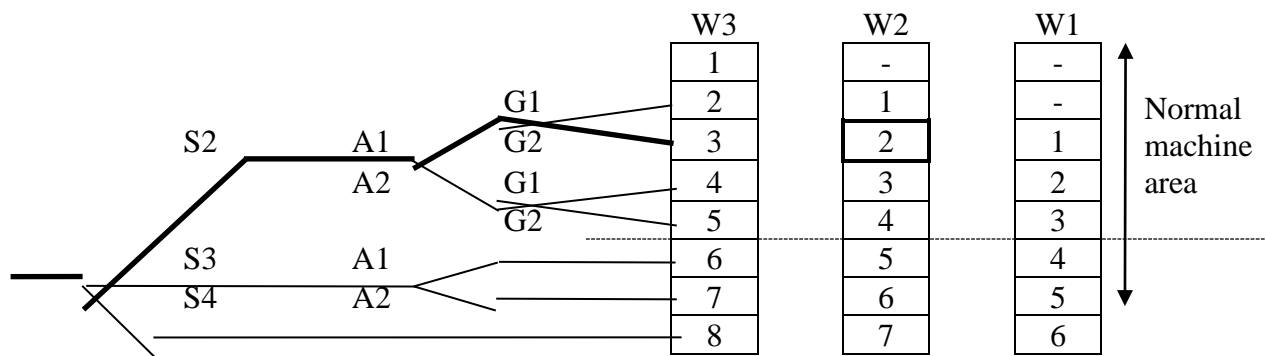 W3 W2 W1
1 - -
G1 2 1 -
S2 A1 G2 3 2 1
A2 G1 4 3 2
G2 5 4 3
S3 A1 6 5 4
S4 A2 7 6 5
8 7 6
Normal
machine
area